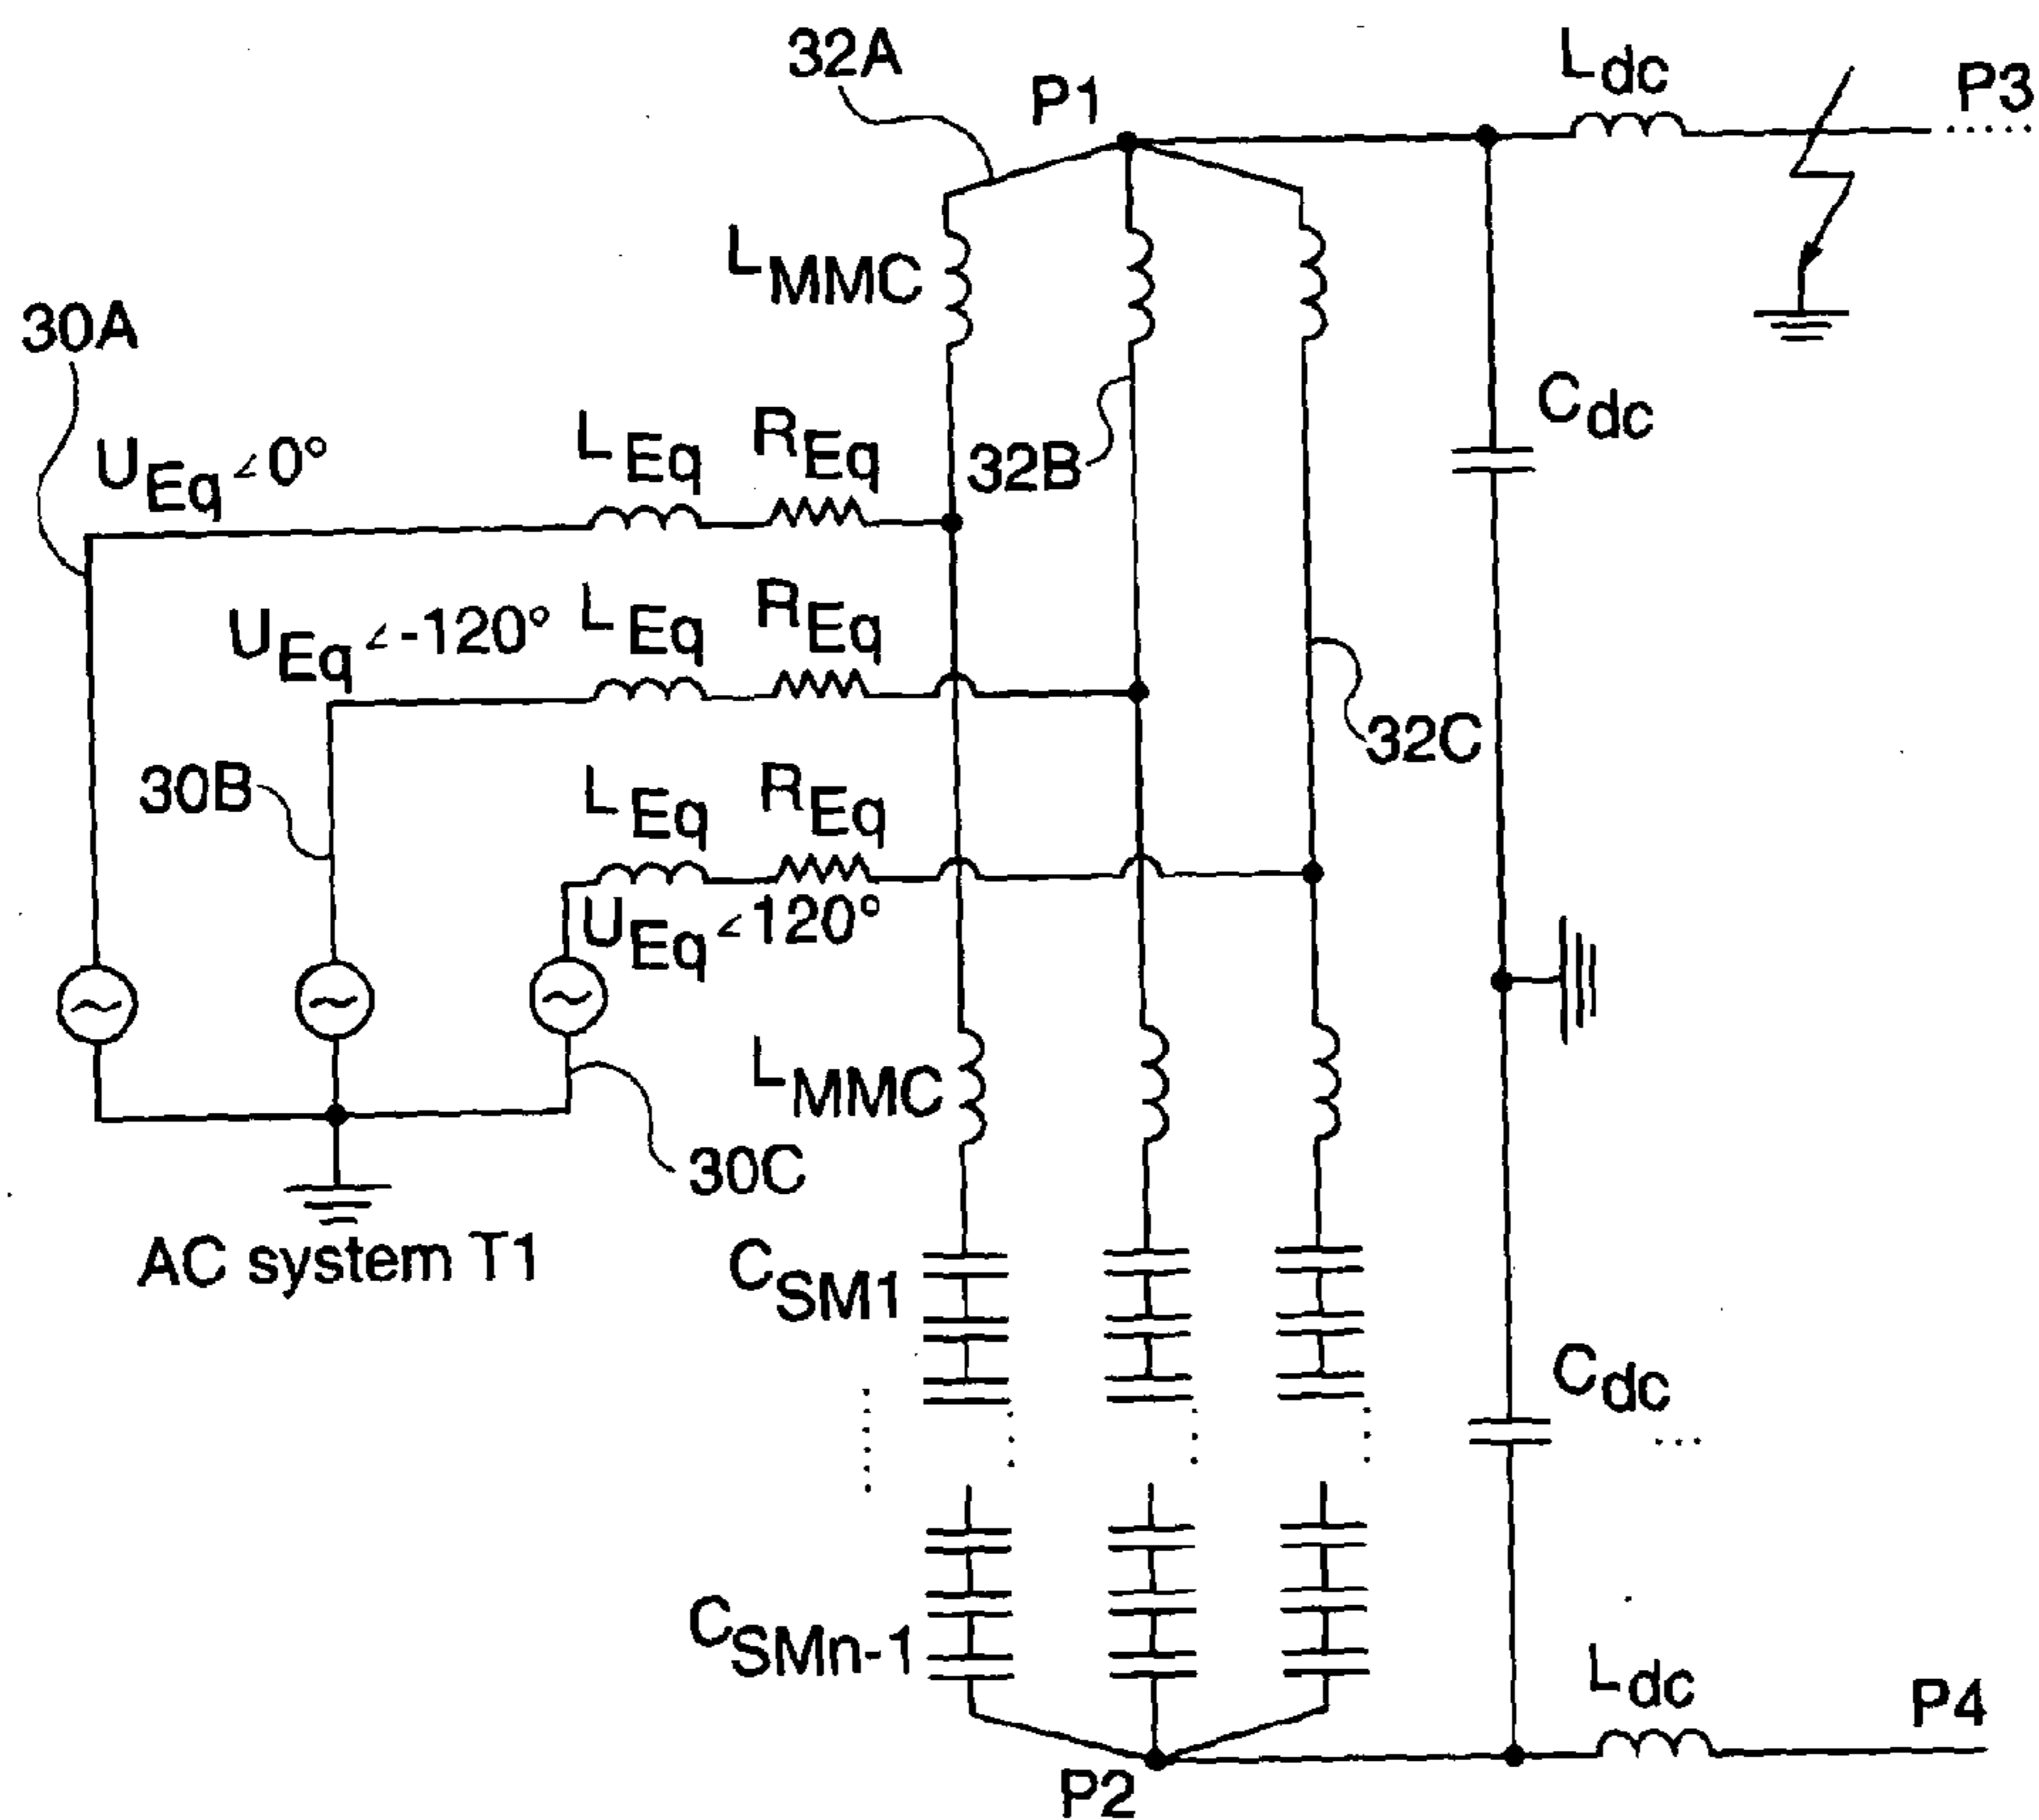 32A
P1
Ldc
P3
LMMC
30A
UEq∠0°
LEq
REq
32B
Cdc
UEq∠-120°
LEq
REq
32C
30B
LEq
REq
UEq∠120°
LMMC
30C
AC system T1
CSM1
Cdc
CSMn-1
Ldc
P4
P2